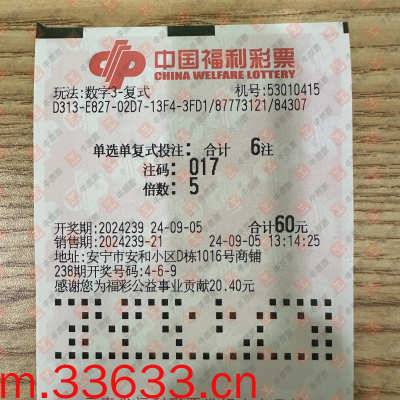 中国福利彩票
CHINA WELFARE LOTTERY
玩法:数字3-复式 机号:53010415
D313-E827-02D7-13F4-3FD1/87773121/84307
单选单复式投注: 合计 6注
注码: 017
倍数: 5
开奖期:2024239 24-09-05 合计60元
销售期:2024239-21 24-09-05 13:14:25
地址:安宁市安和小区D栋1016号商铺
238期开奖号码:4-6-9
感谢您为福彩公益事业贡献20.40元
m.33633.cn